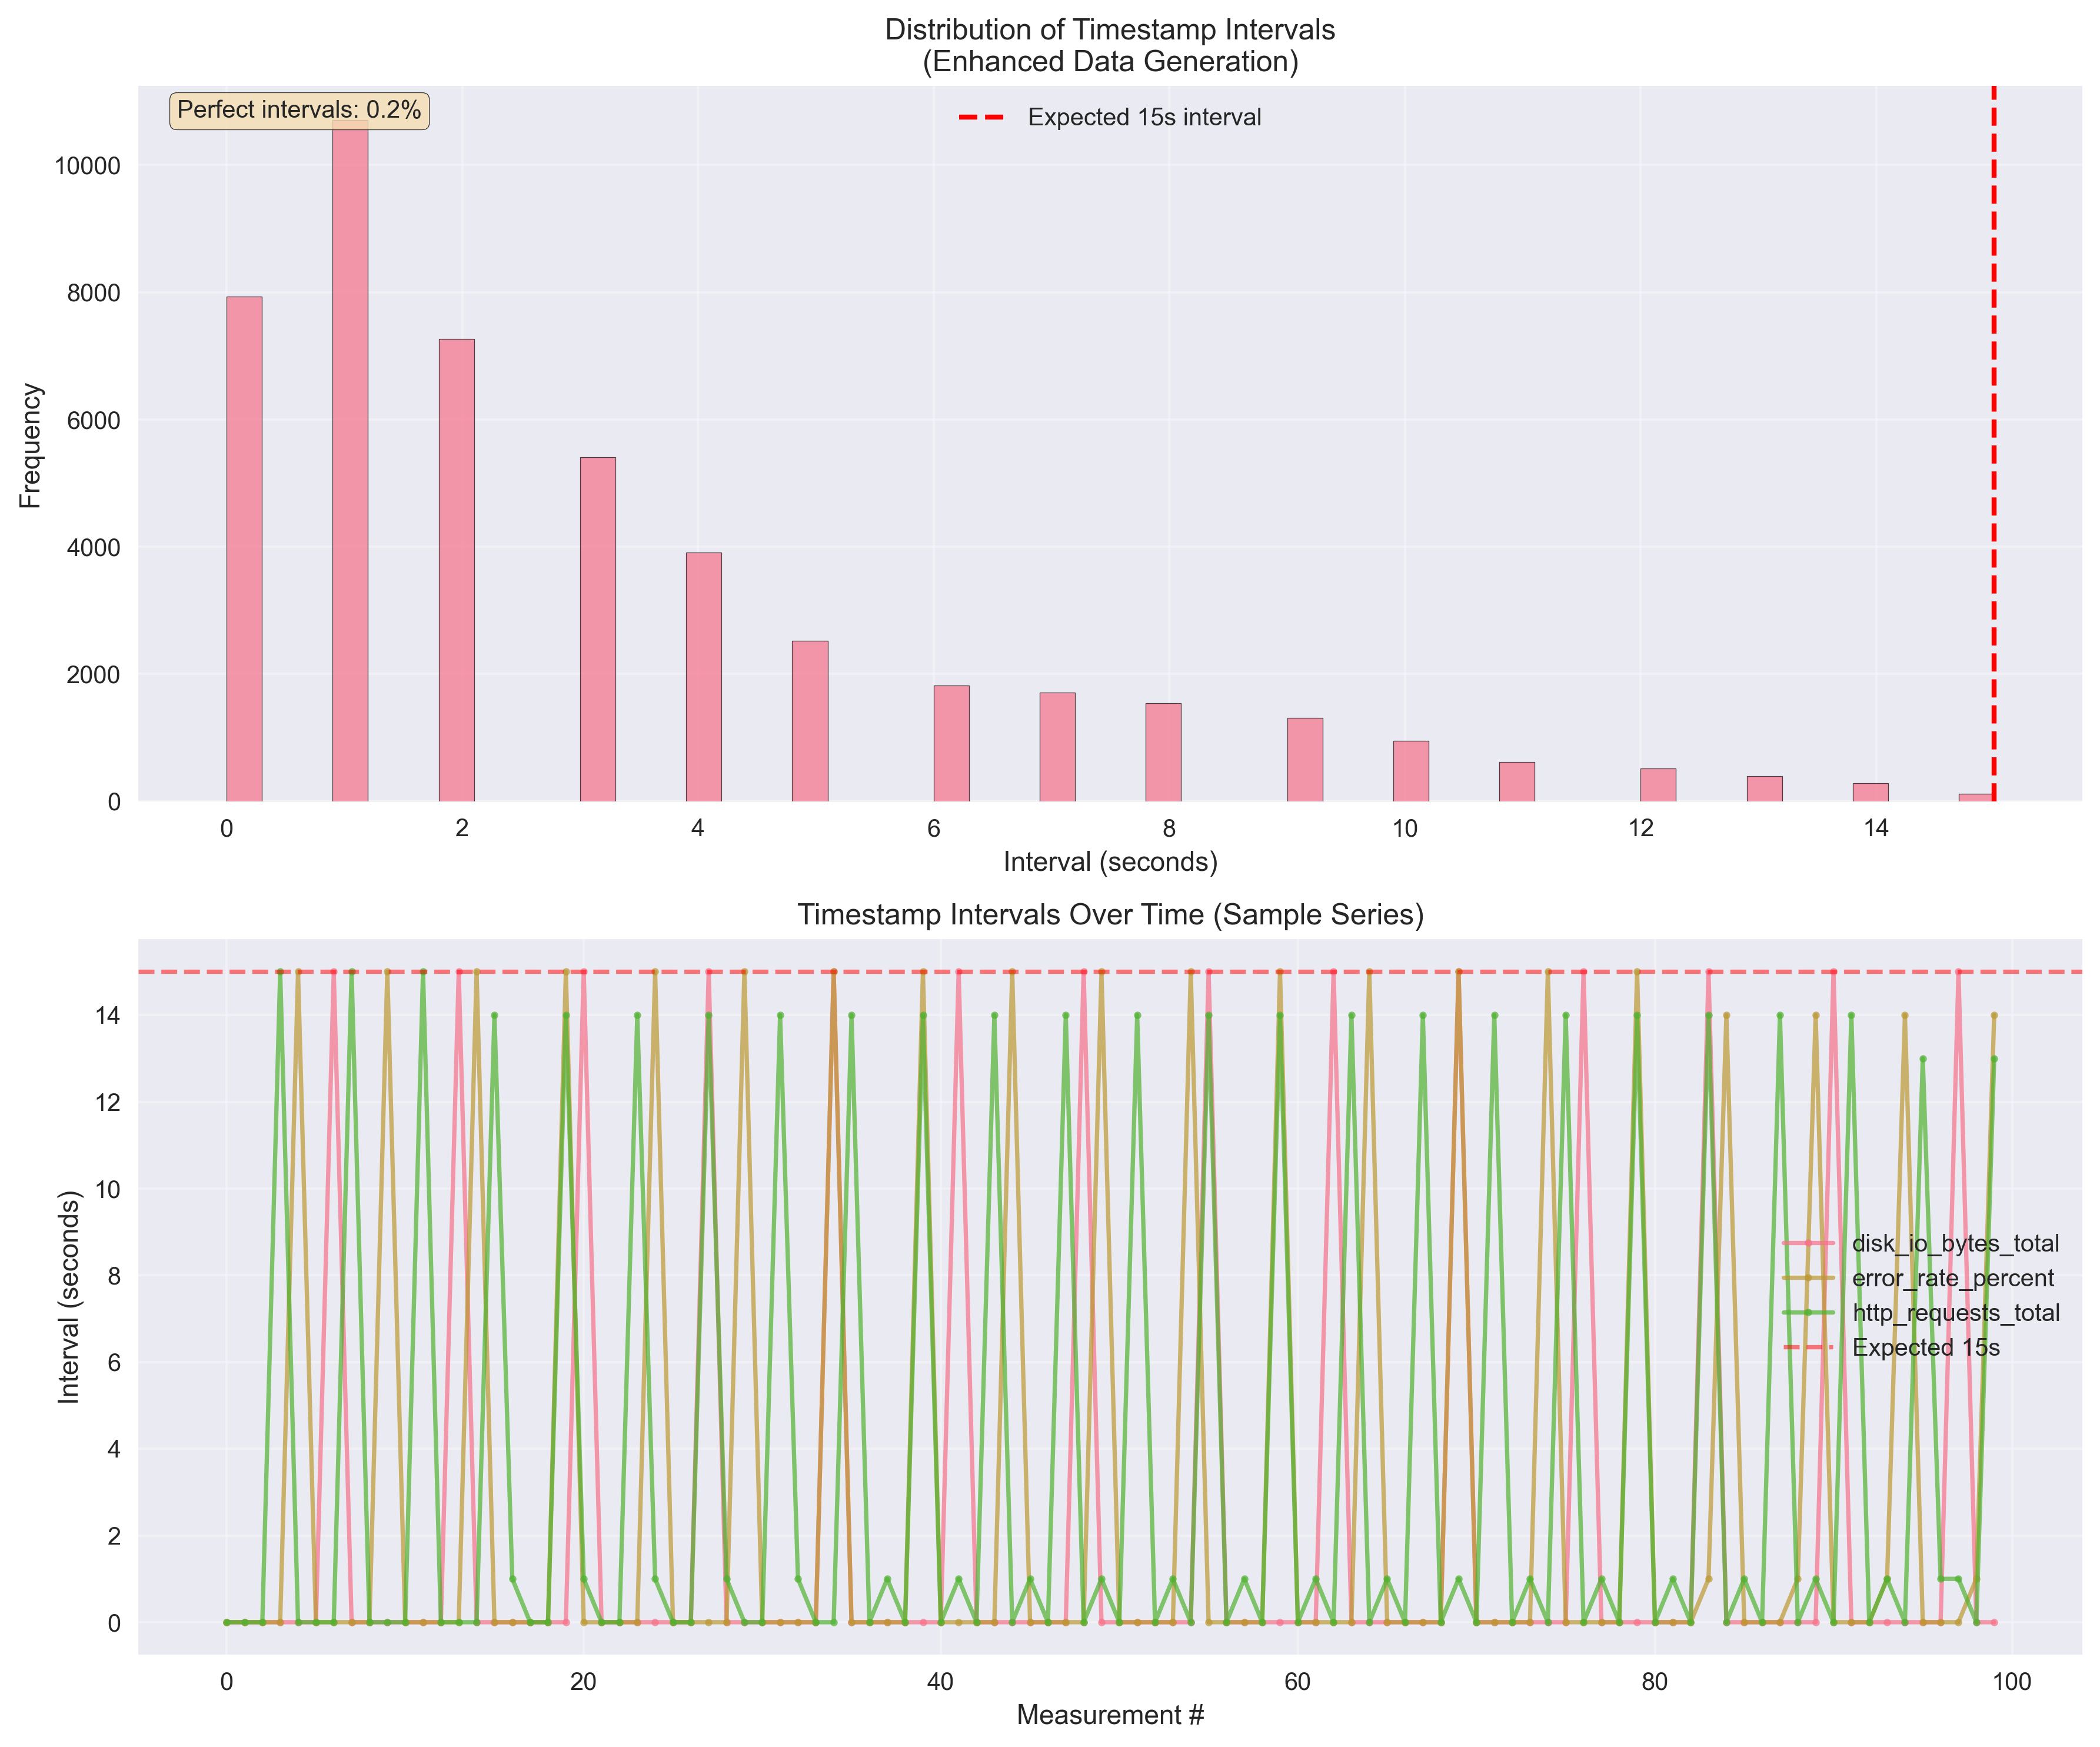 Distribution of Timestamp Intervals
(Enhanced Data Generation)
Perfect intervals: 0.2%
Expected 15s interval
Frequency
10000
8000
6000
4000
2000
0
0 2 4 6 8 10 12 14
Interval (seconds)
Timestamp Intervals Over Time (Sample Series)
Interval (seconds)
14
12
10
8
6
4
2
0
disk_io_bytes_total
error_rate_percent
http_requests_total
Expected 15s
0 20 40 60 80 100
Measurement #